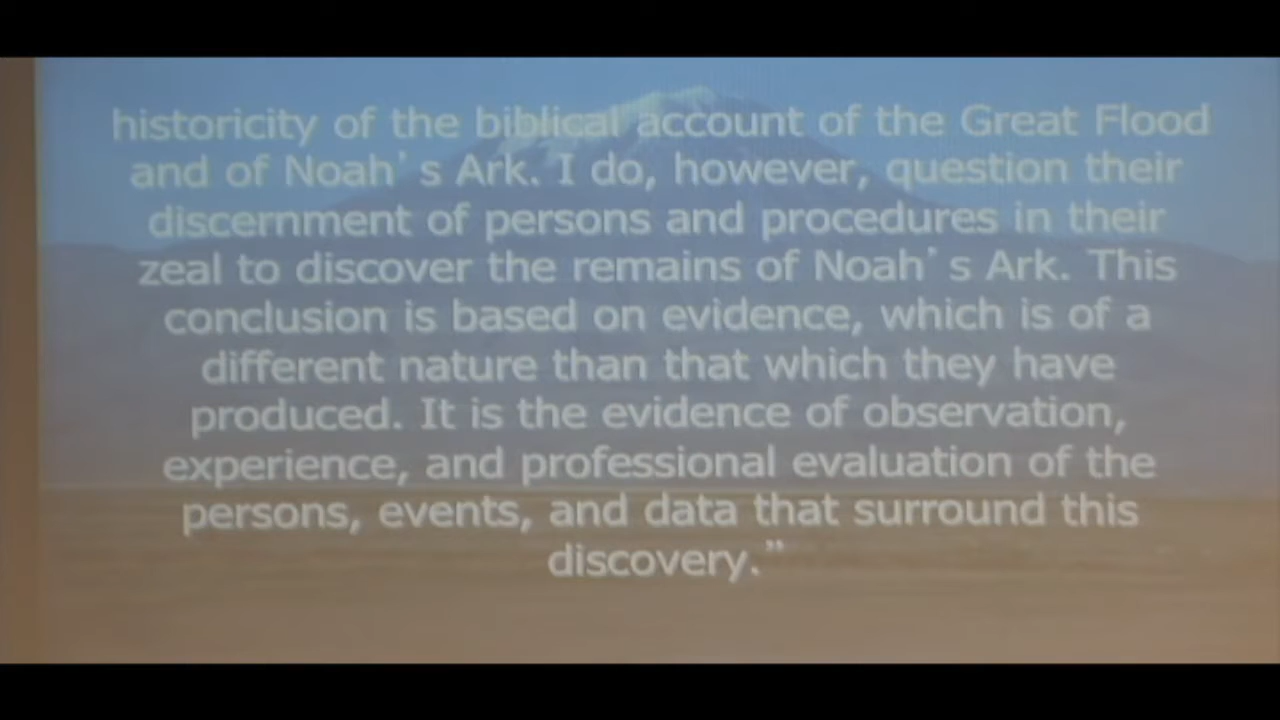 historicity of the biblical account of the Great Flood
and of Noah's Ark. I do, however, question their
discernment of persons and procedures in their
zeal to discover the remains of Noah's Ark. This
conclusion is based on evidence, which is of a
different nature than that which they have
produced. It is the evidence of observation,
experience, and professional evaluation of the
persons, events, and data that surround this
discovery.”